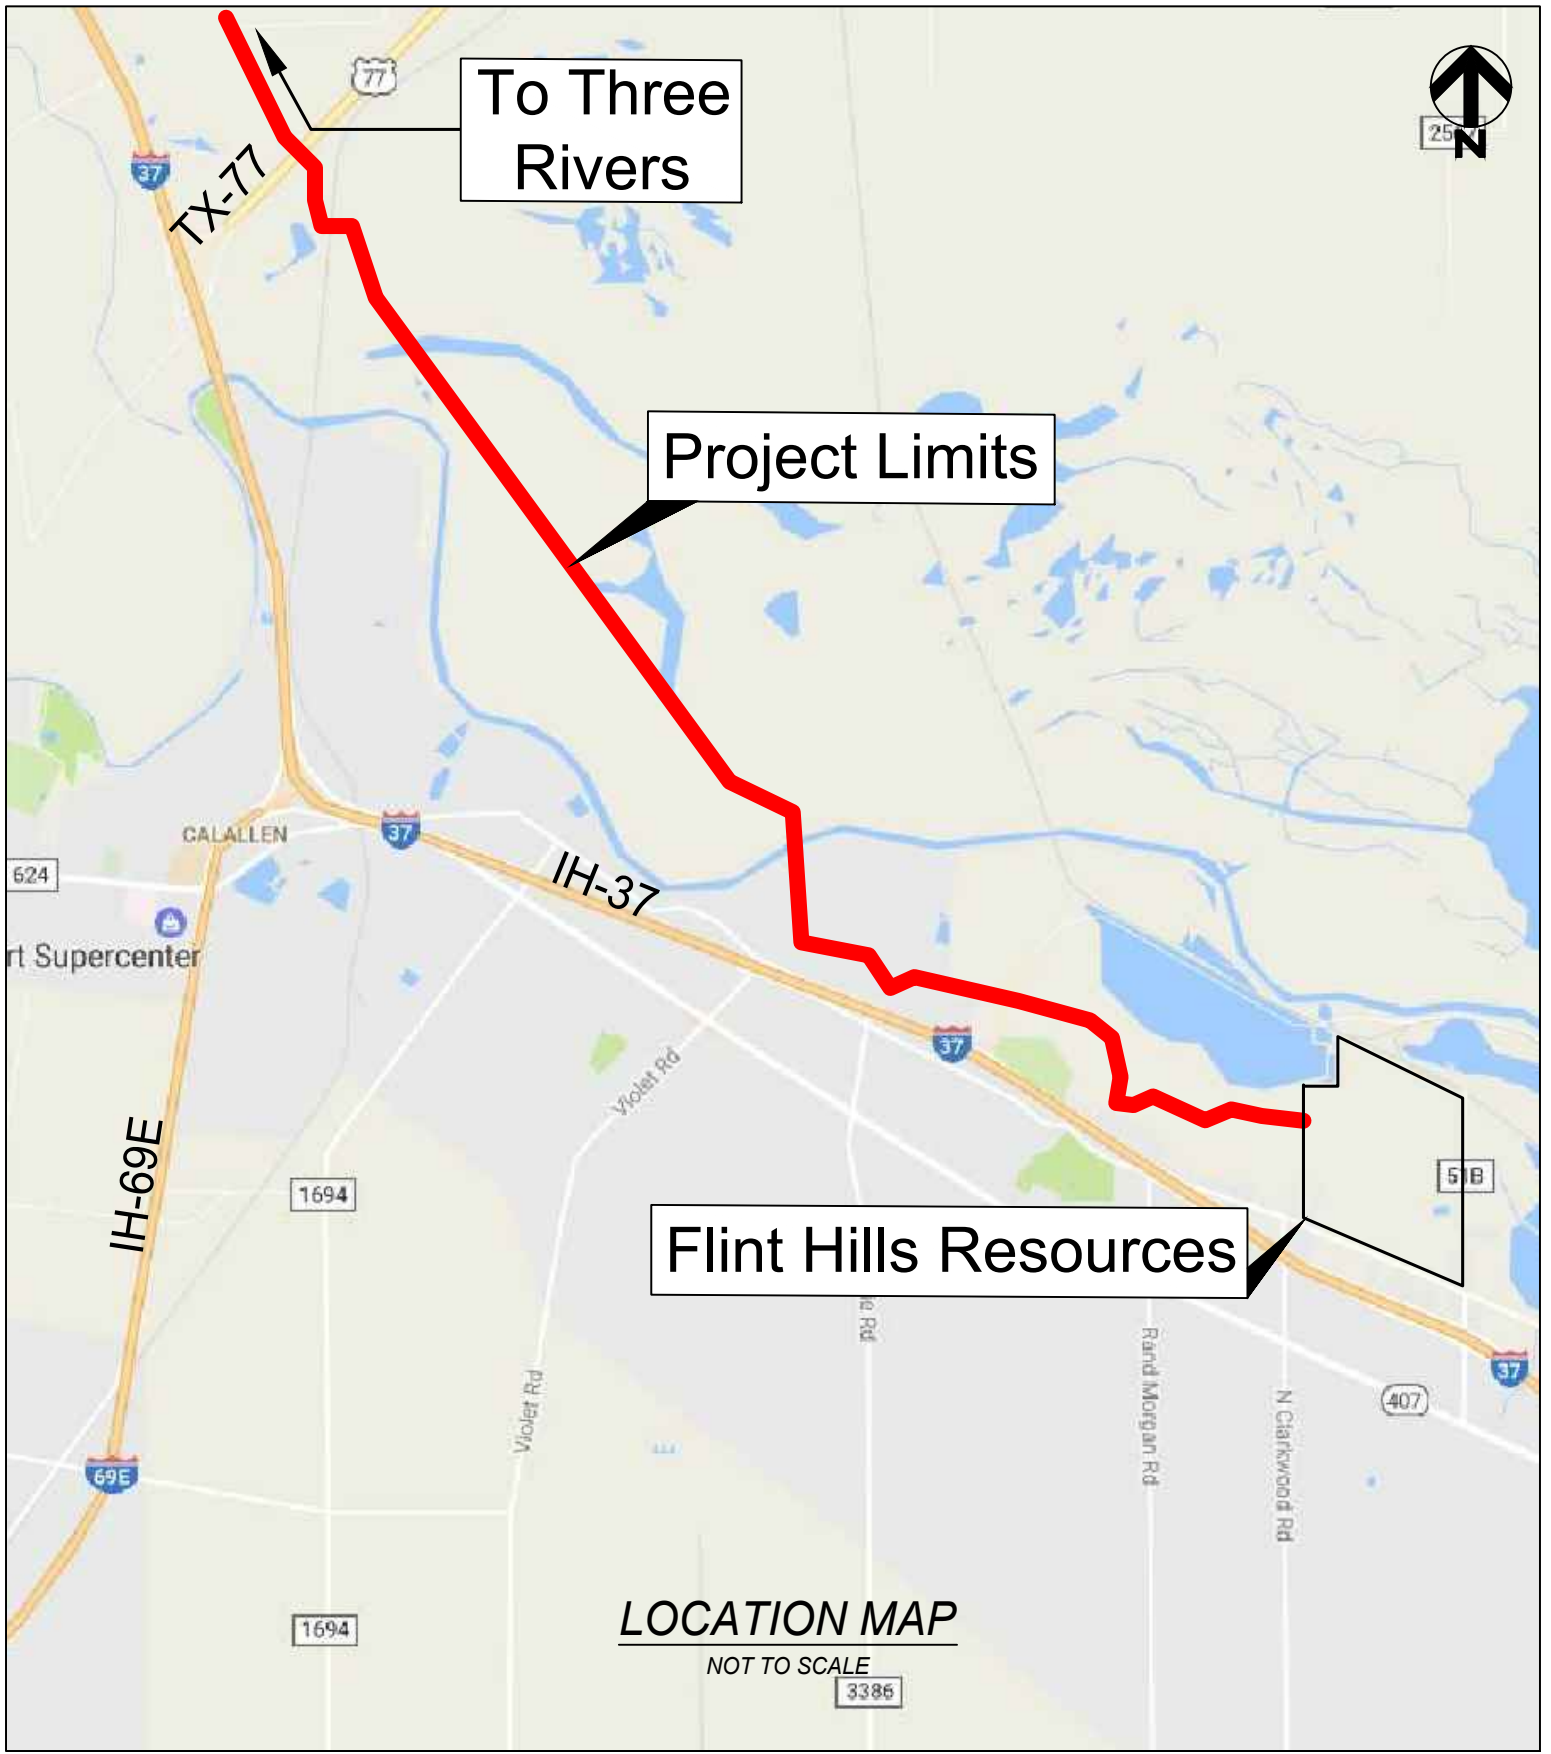 77
To Three
Rivers
N
37
TX-77
Project Limits
CALALLEN
37
IH-37
624
rt Supercenter
37
Violet Rd
IH-69E
1694
51B
Flint Hills Resources
Rd
Rand Morgan Rd
N Clarkwood Rd
37
407
Violet Rd
69E
1694
LOCATION MAP
NOT TO SCALE
3386